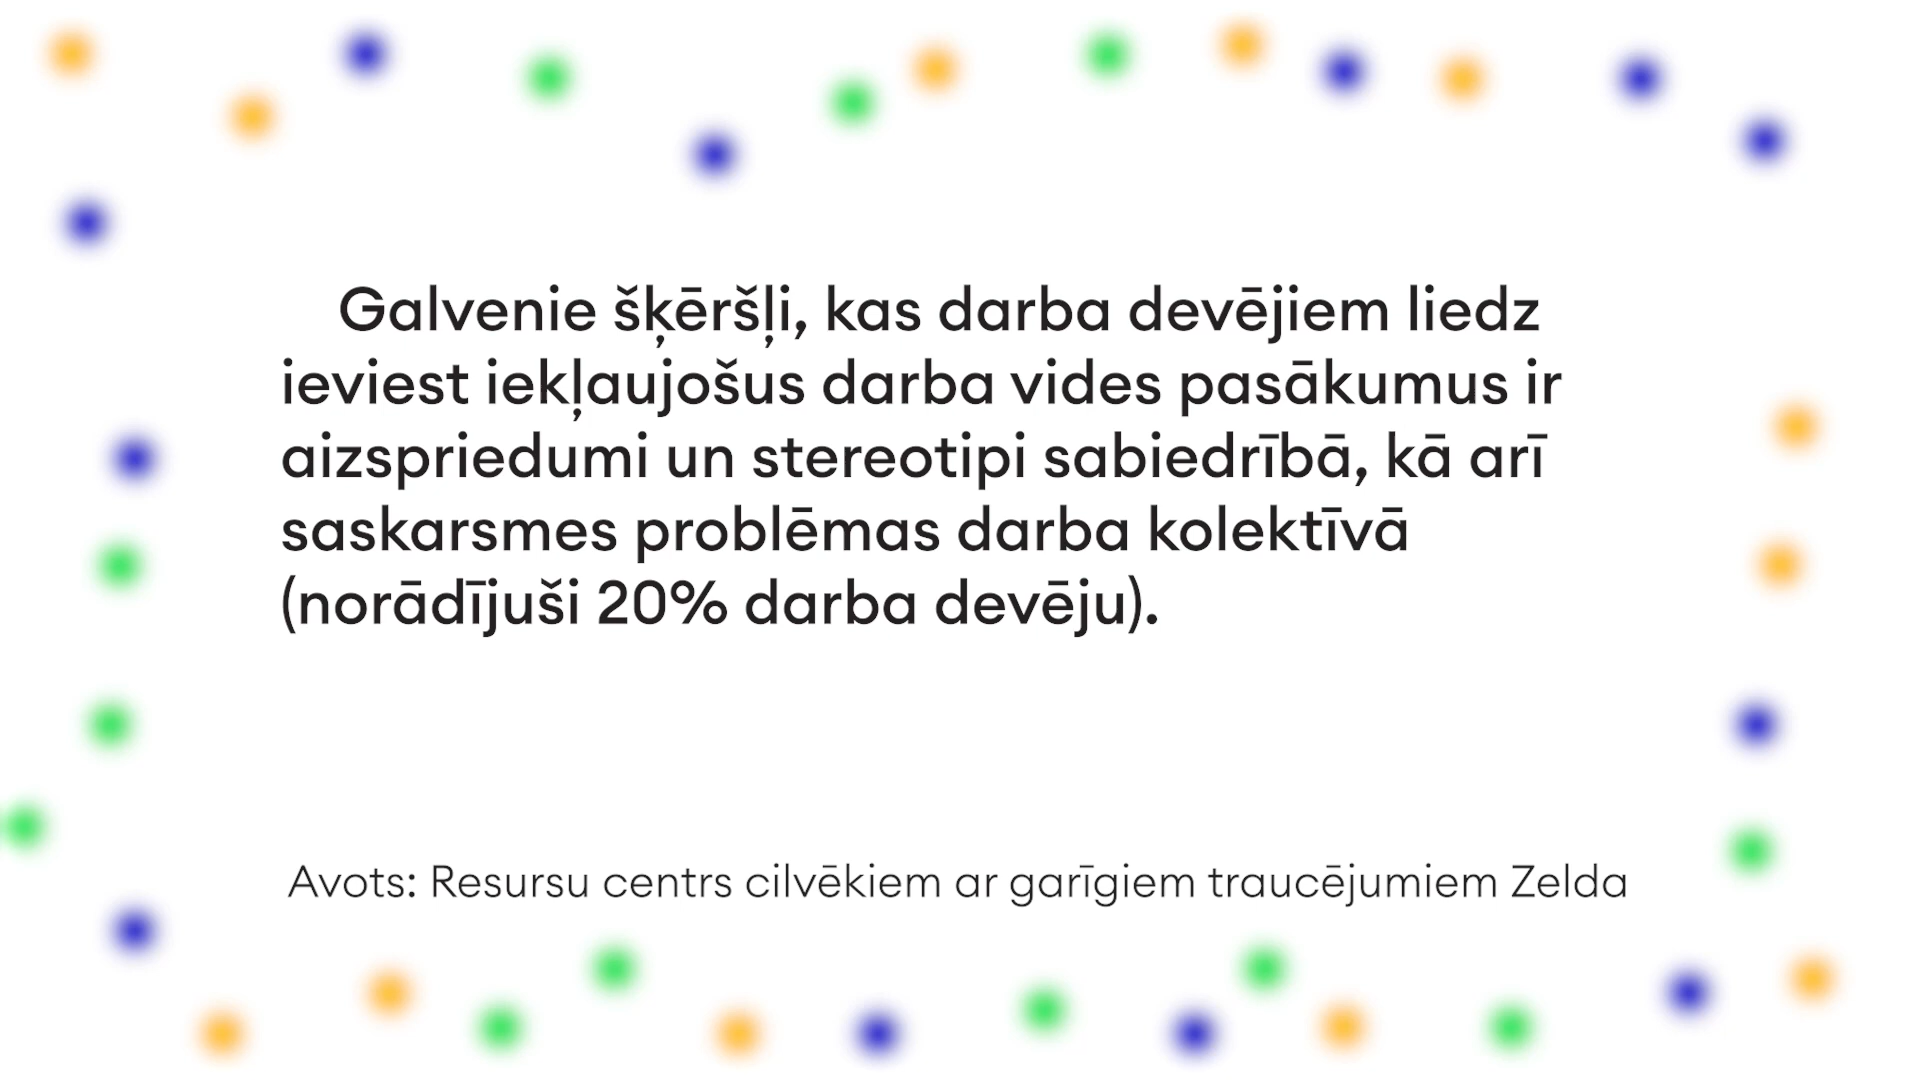 Galvenie šķēršļi, kas darba devējiem liedz
ieviest iekļaujošus darba vides pasākumus ir
aizspriedumi un stereotipi sabiedrībā, kā arī
saskarsmes problēmas darba kolektīvā
(norādījuši 20% darba devēju).
Avots: Resursu centrs cilvēkiem ar garīgiem traucējumiem Zelda